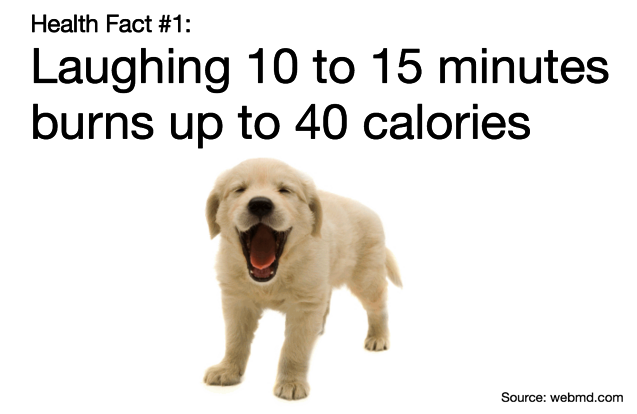 Health Fact #1:
Laughing 10 to 15 minutes
burns up to 40 calories
Source: webmd.com